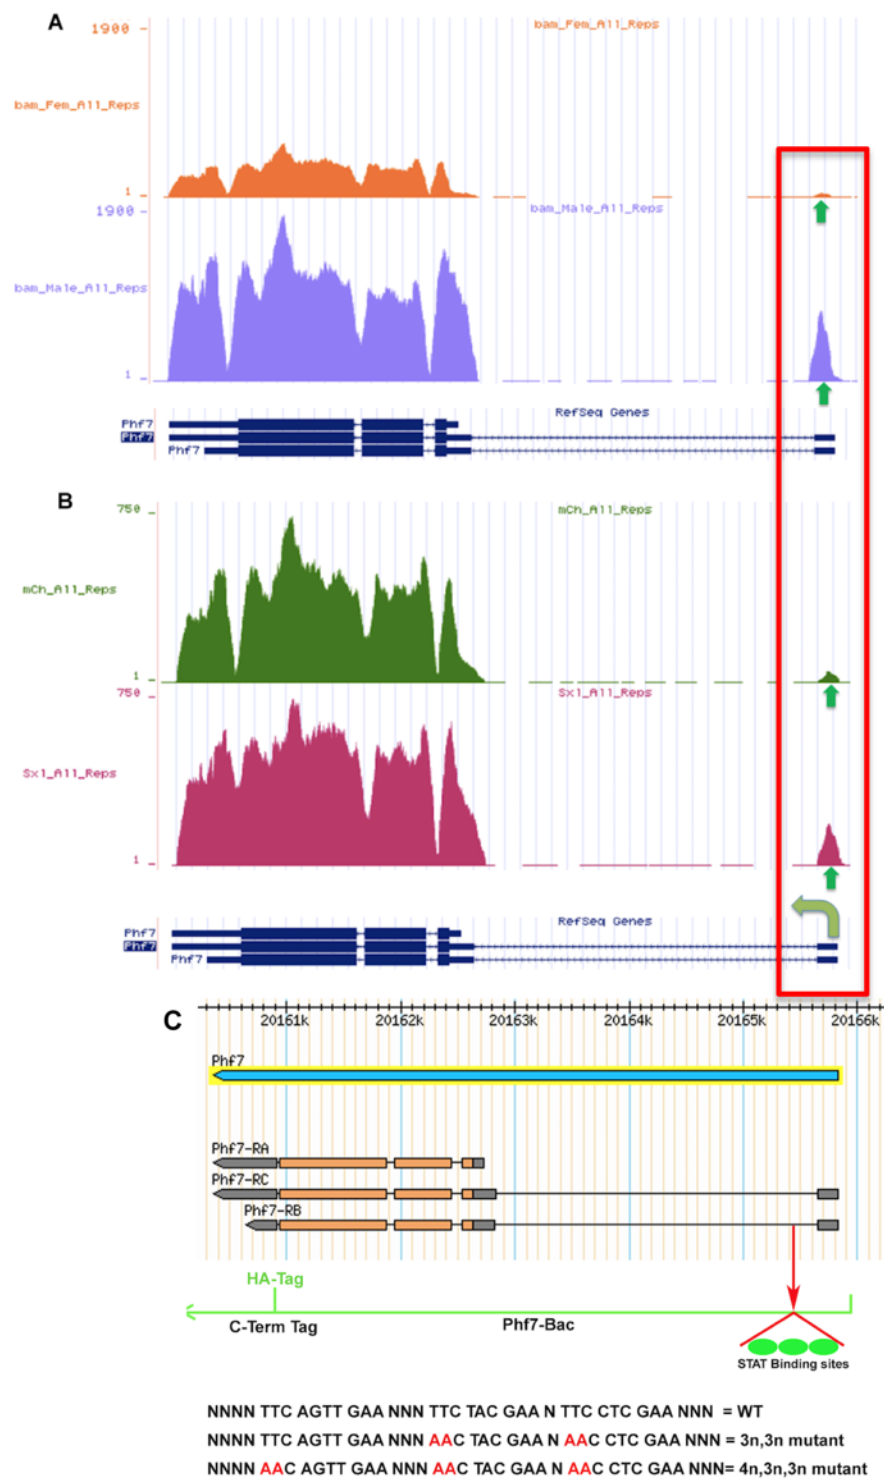 A
1900
bam_Fem_All_Reps
bam_Fem_All_Reps
1
1900
bam_Male_All_Reps
bam_Male_All_Reps
1
RefSeq Genes
Phf7
Phf7
Phf7
B
750
mCh_All_Reps
mCh_All_Reps
1
750
Sxl_All_Reps
Sxl_All_Reps
1
RefSeq Genes
Phf7
Phf7
Phf7
C
20161k 20162k 20163k 20164k 20165k 20166k
Phf7
Phf7-RA
Phf7-RC
Phf7-RB
HA-Tag
C-Term Tag Phf7-Bac
STAT Binding sites
NNNN TTC AGTT GAA NNN TTC TAC GAA N TTC CTC GAA NNN = WT
NNNN TTC AGTT GAA NNN AAC TAC GAA N AAC CTC GAA NNN = 3n,3n mutant
NNNN AAC AGTT GAA NNN AAC TAC GAA N AAC CTC GAA NNN= 4n,3n,3n mutant